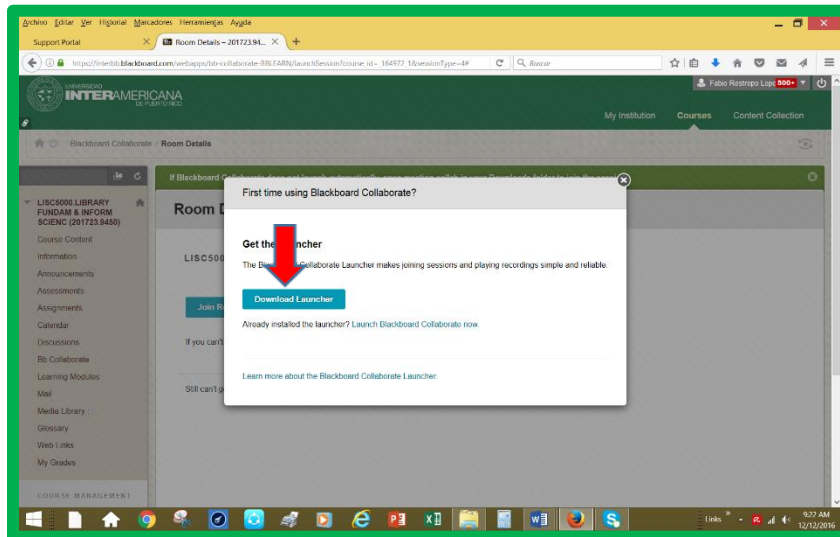 Archivo Editar Ver Historial Marcadores Herramientas Ayuda
Support Portal
Room Details – 201723.94...
https://interbb.blackboard.com/webapps/bb-collaborate-BBLEARN/launchSession?course_id=_164972_1&sessionType=4#
Buscar
UNIVERSIDAD
INTERAMERICANA
DE PUERTO RICO
Fabio Restrepo Lope 500+
My Institution Courses Content Collection
Blackboard Collaborate Room Details
If Blackboard
First time using Blackboard Collaborate?
LISC5000.LIBRARY
FUNDAM & INFORM
SCIENC (201723.9450)
Room D
Course Content
Information
Announcements
Assessments
Assignments
Calendar
Discussions
Bb Collaborate
Learning Modules
Mail
Media Library
Glossary
Web Links
My Grades
COURSE MANAGEMENT
LISC500
Join R
If you can't
Still can't g
Get the
The Collaborate Launcher makes joining sessions and playing recordings simple and reliable.
Download Launcher
Already installed the launcher? Launch Blackboard Collaborate now.
Learn more about the Blackboard Collaborate Launcher.
Links
9:22 AM
12/12/2016